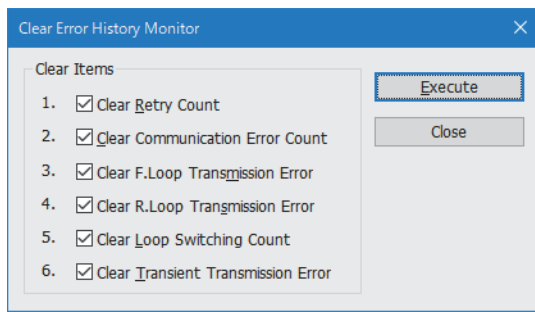 Clear Error History Monitor
Clear Items
1. Clear Retry Count
2. Clear Communication Error Count
3. Clear F.Loop Transmission Error
4. Clear R.Loop Transmission Error
5. Clear Loop Switching Count
6. Clear Transient Transmission Error
Execute
Close